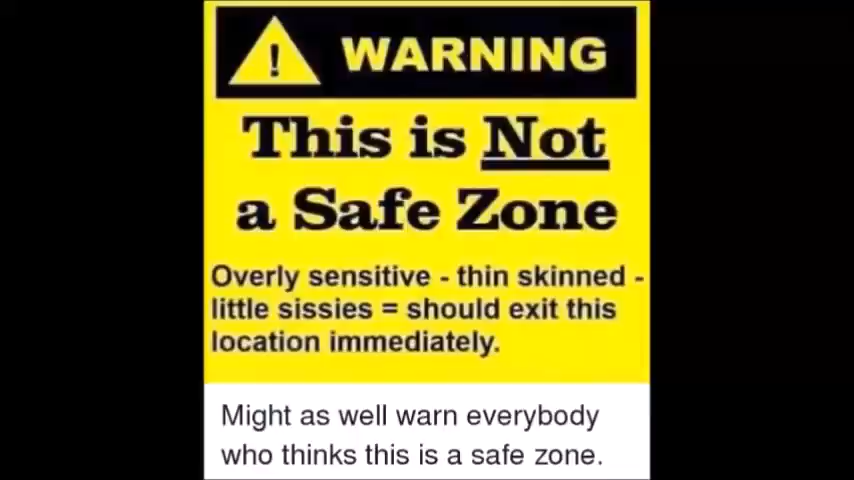 WARNING
This is Not
a Safe Zone
Overly sensitive - thin skinned -
little sissies = should exit this
location immediately.
Might as well warn everybody
who thinks this is a safe zone.